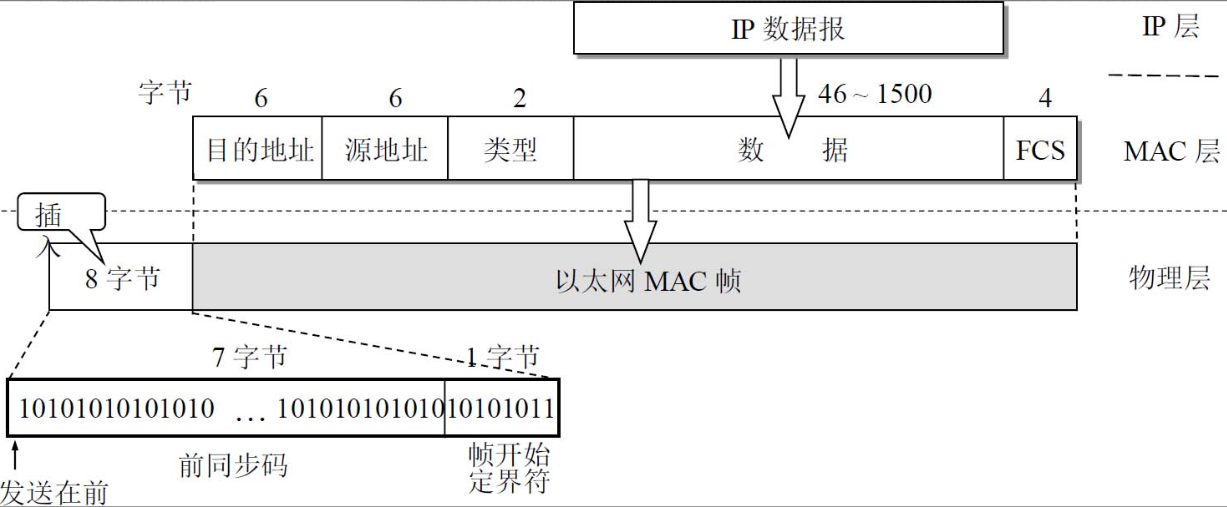 IP 数据报
IP 层
字节
6
6
2
46 ~ 1500
4
目的地址
源地址
类型
数 据
FCS
MAC 层
插
入
8 字节
以太网 MAC 帧
物理层
7 字节
1 字节
10101010101010 … 101010101010
10101011
前同步码
帧开始
定界符
发送在前